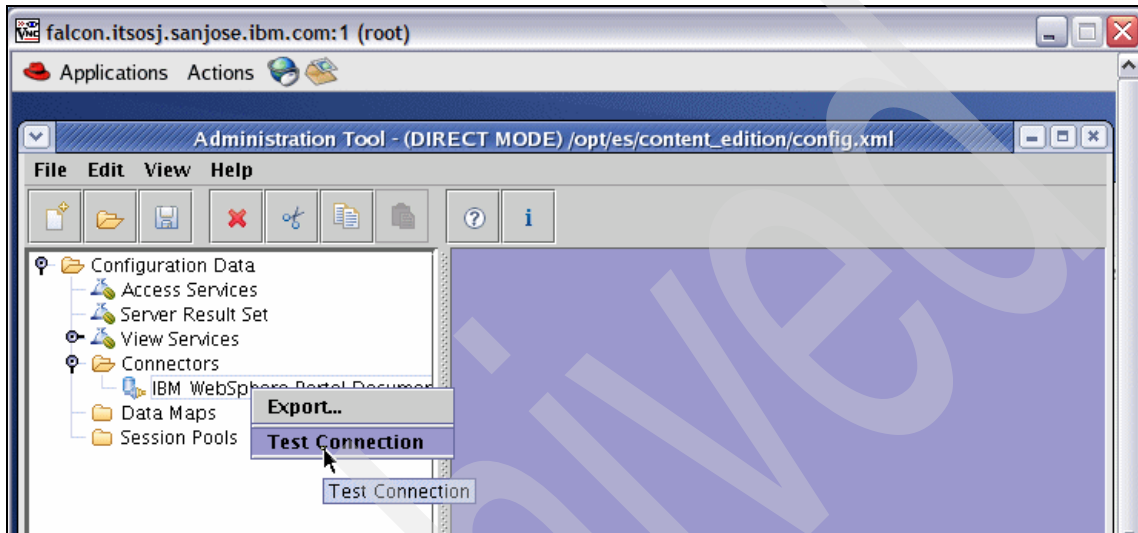 falcon.itsosj.sanjose.ibm.com:1 (root)
Applications Actions
Administration Tool - (DIRECT MODE) /opt/es/content_edition/config.xml
File Edit View Help
Configuration Data
Access Services
Server Result Set
View Services
Connectors
IBM WebSphere Portal Documen
Export...
Data Maps
Test Connection
Session Pools
Test Connection